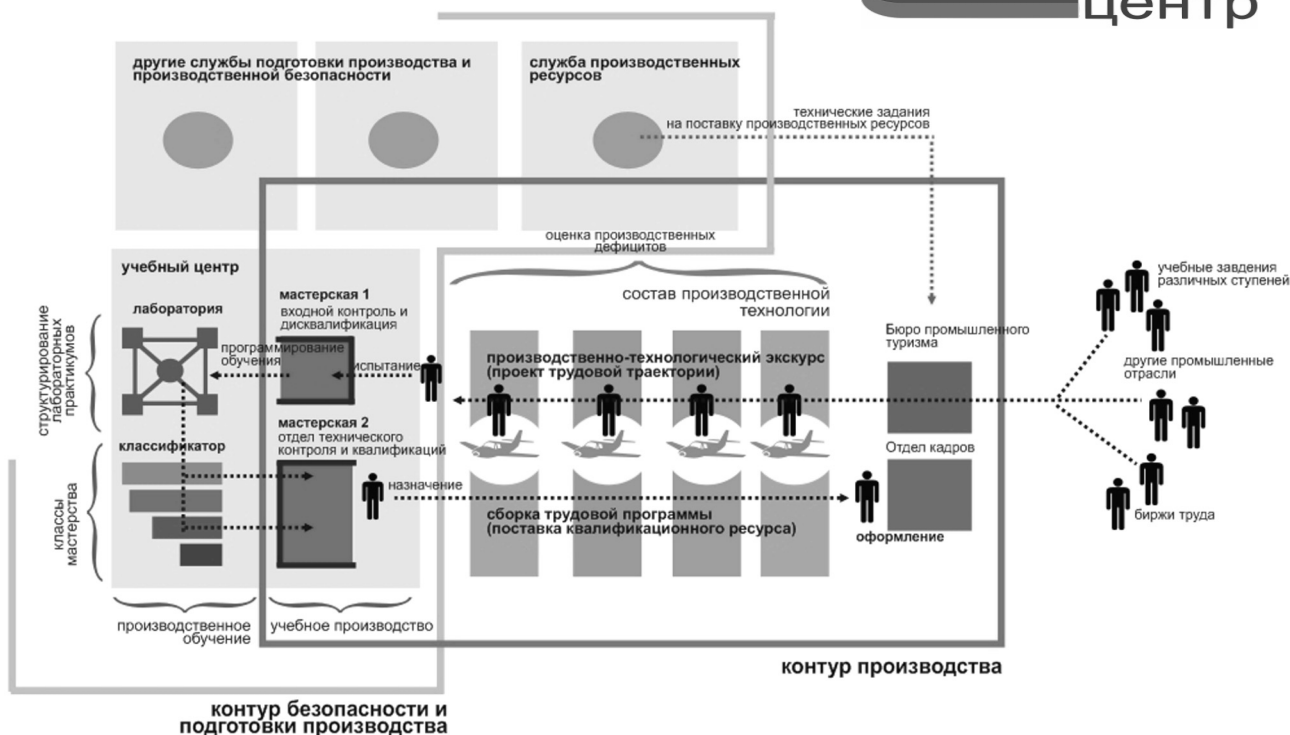 центр
другие службы подготовки производства и
производственной безопасности
служба производственных
ресурсов
технические задания
на поставку производственных ресурсов
оценка производственных
дефицитов
учебный центр
лаборатория
мастерская 1
входной контроль и
дисквалификация
состав производственной
технологии
учебные завдения
различных ступеней
структурирование
лабораторных
практикумов
программирование
обучения
испытание
производственно-технологический экскурс
(проект трудовой траектории)
Бюро промышленного
туризма
другие промышленные
отрасли
мастерская 2
отдел технического
контроля и квалификаций
классификатор
Отдел кадров
классы
мастерства
назначение
сборка трудовой программы
(поставка квалификационного ресурса)
оформление
биржи труда
производственное
обучение
учебное производство
контур производства
контур безопасности и
подготовки производства